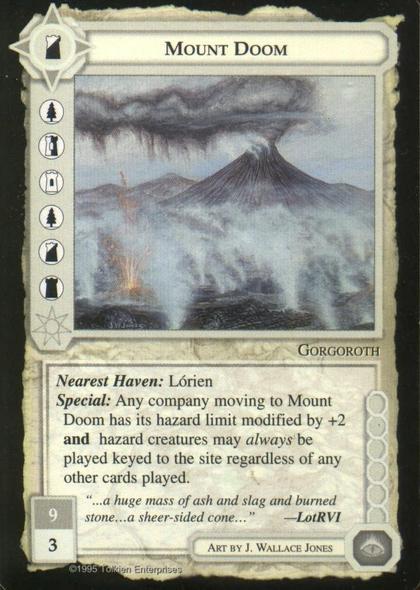 MOUNT DOOM
J.W.Jones
GORGOROTH
Nearest Haven: Lórien
Special: Any company moving to Mount
Doom has its hazard limit modified by +2
and hazard creatures may always be
played keyed to the site regardless of any
other cards played.
“...a huge mass of ash and slag and burned
stone...a sheer-sided cone...” —LotRVI
9
3
ART BY J. WALLACE JONES
©1995 Tolkien Enterprises